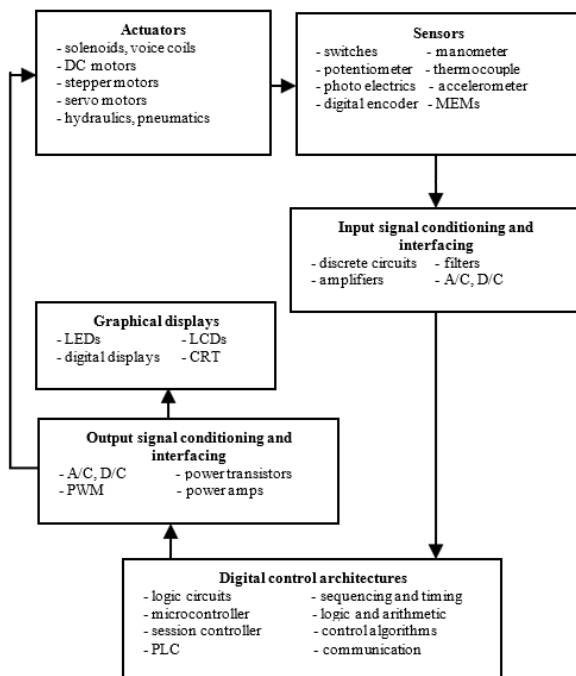 Actuators
- solenoids, voice coils
- DC motors
- stepper motors
- servo motors
- hydraulics, pneumatics
Sensors
- switches - manometer
- potentiometer - thermocouple
- photo electrics - accelerometer
- digital encoder - MEMs
Input signal conditioning and
interfacing
- discrete circuits - filters
- amplifiers - A/C, D/C
Graphical displays
- LEDs - LCDs
- digital displays - CRT
Output signal conditioning and
interfacing
- A/C, D/C - power transistors
- PWM - power amps
Digital control architectures
- logic circuits - sequencing and timing
- microcontroller - logic and arithmetic
- session controller - control algorithms
- PLC - communication